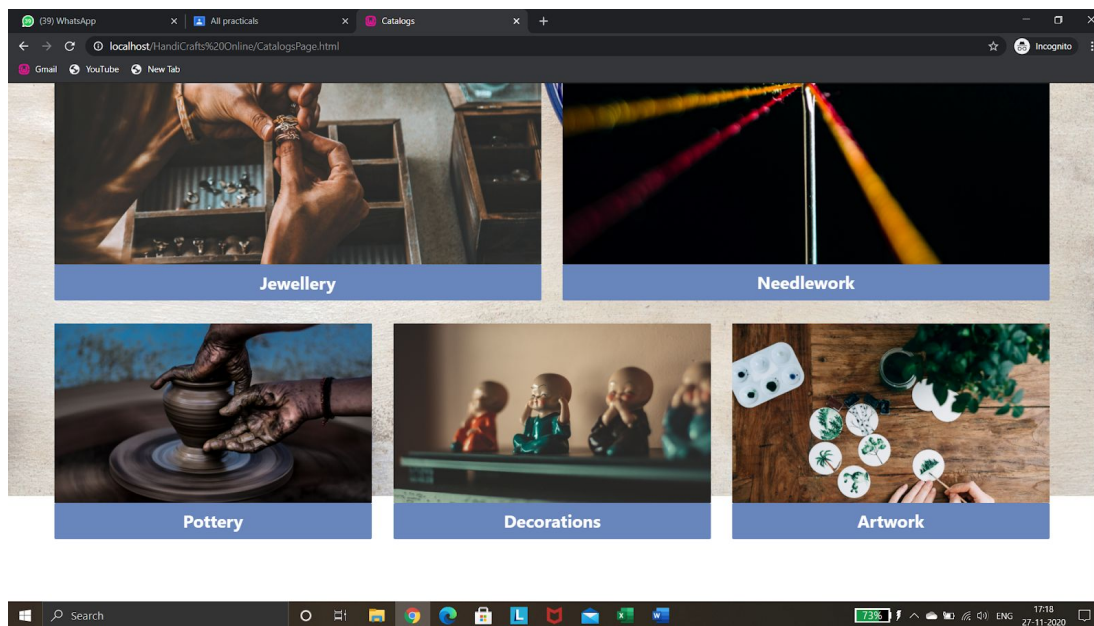 (39) WhatsApp
All practicals
Catalogs
localhost/HandiCrafts%20Online/CatalogsPage.html
Incognito
Gmail
YouTube
New Tab
Jewellery
Needlework
Pottery
Decorations
Artwork
Search
73%
ENG
17:18
27-11-2020